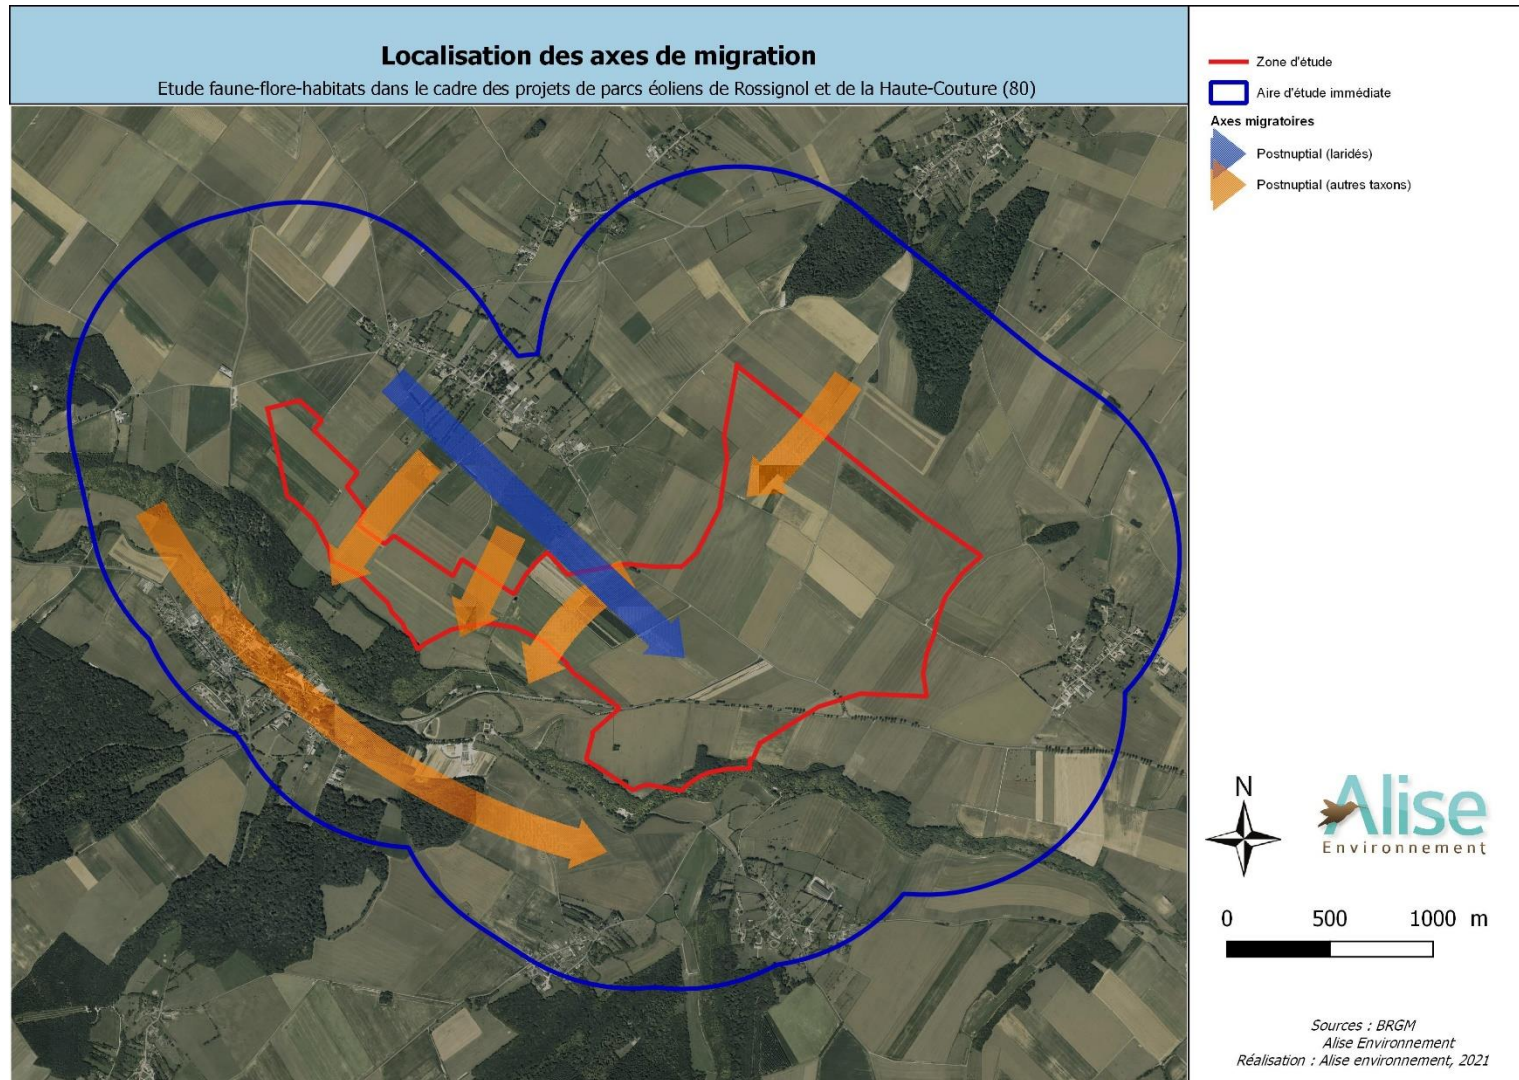 Localisation des axes de migration
Etude faune-flore-habitats dans le cadre des projets de parcs éoliens de Rossignol et de la Haute-Couture (80)
Zone d'étude
Aire d'étude immédiate
Axes migratoires
Postnuptial (laridés)
Postnuptial (autres taxons)
N
Alise
Environnement
0 500 1000 m
Sources : BRGM
Alise Environnement
Réalisation : Alise environnement, 2021